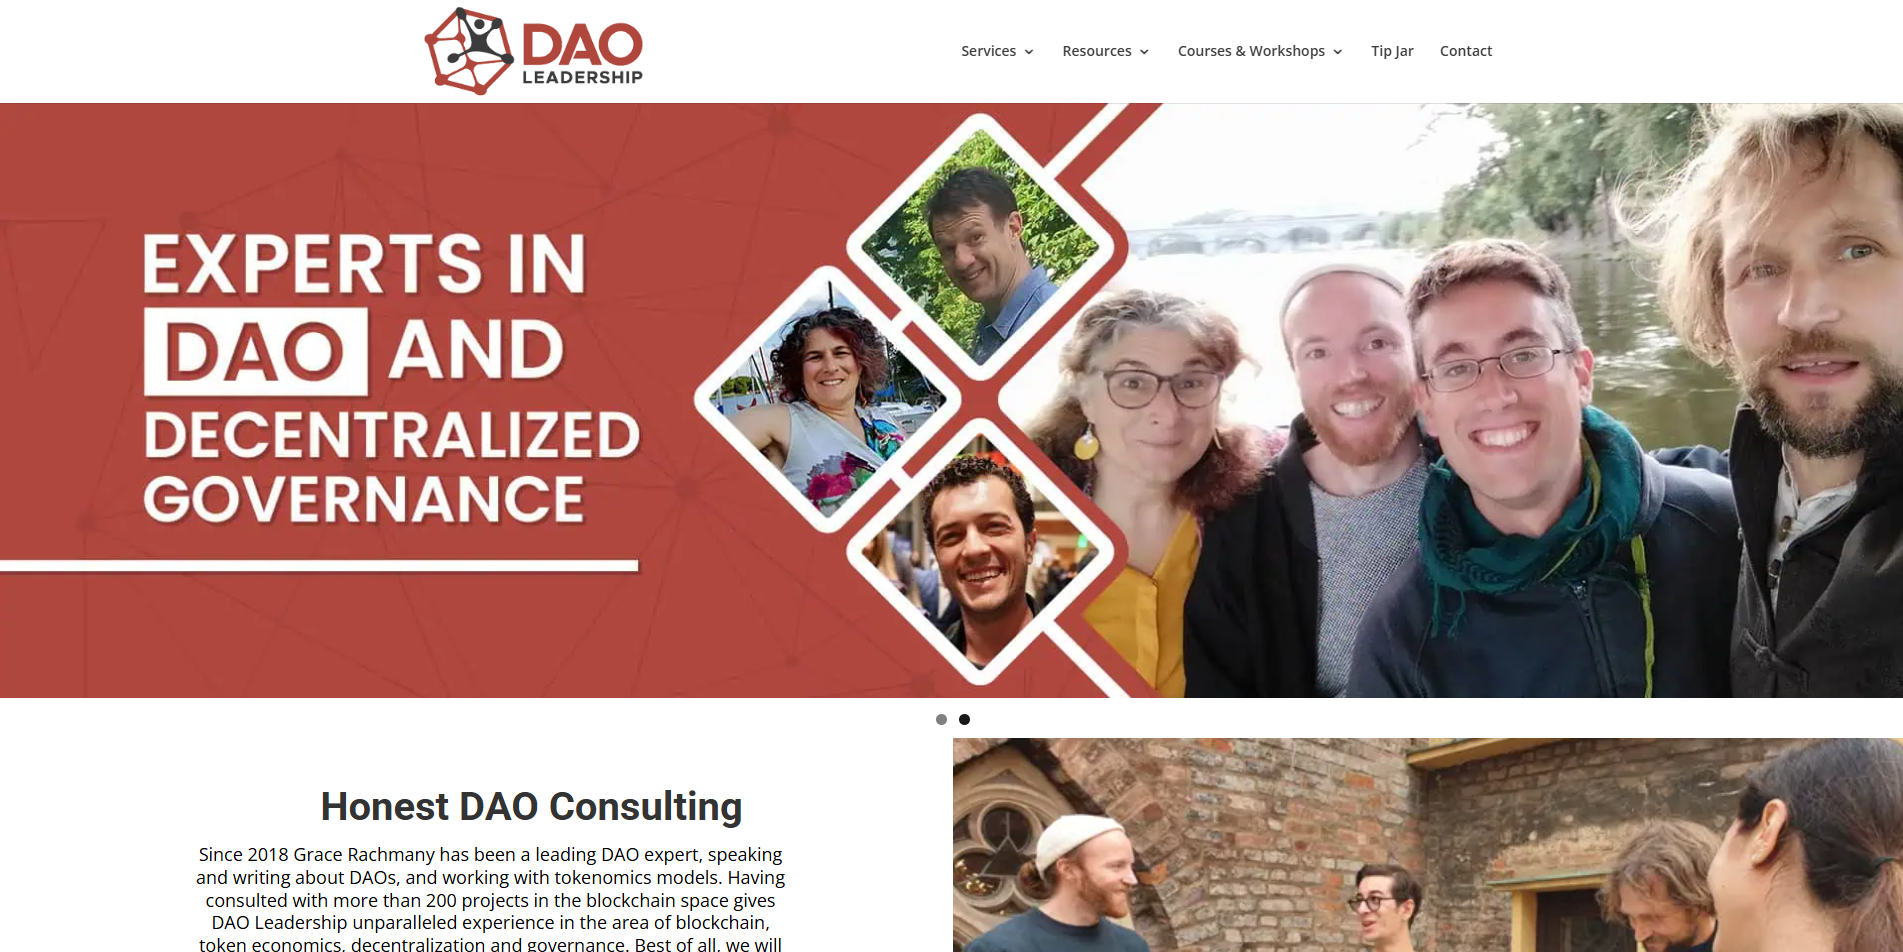 DAO
LEADERSHIP
Services
Resources
Courses & Workshops
Tip Jar
Contact
EXPERTS IN
DAO AND
DECENTRALIZED
GOVERNANCE
Honest DAO Consulting
Since 2018 Grace Rachmany has been a leading DAO expert, speaking
and writing about DAOs, and working with tokenomics models. Having
consulted with more than 200 projects in the blockchain space gives
DAO Leadership unparalleled experience in the area of blockchain,
token economics, decentralization and governance. Best of all, we will